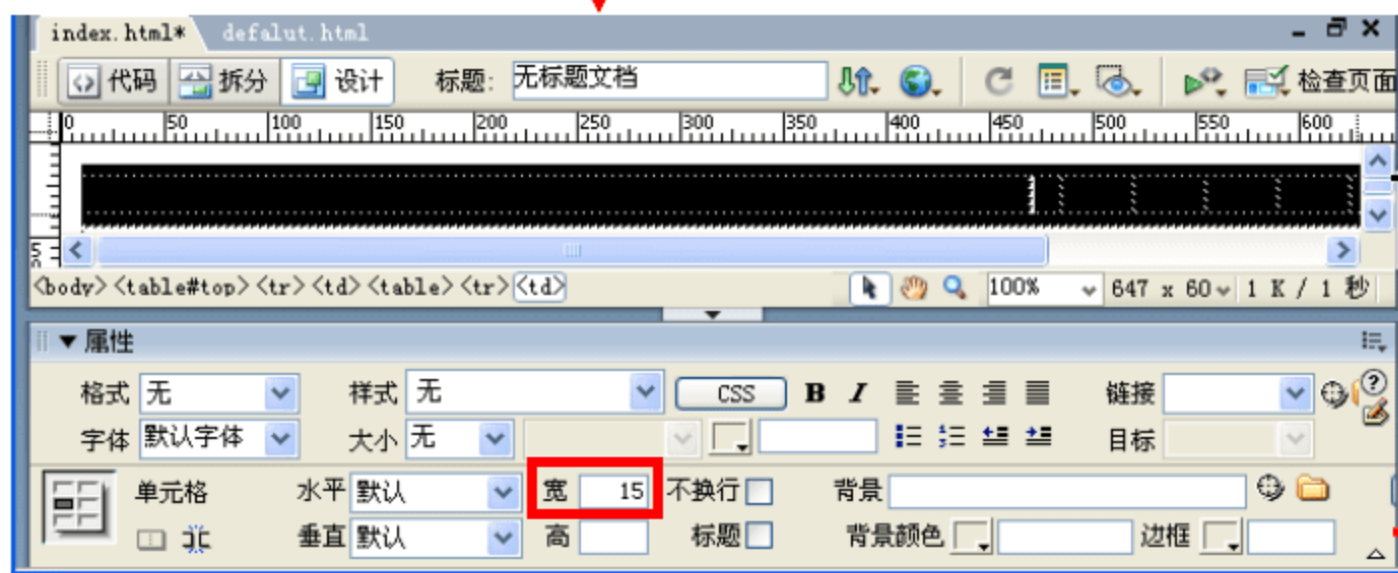 index.html* defalut.html
代码 拆分 设计 标题: 无标题文档 检查页面
0 50 100 150 200 250 300 350 400 450 500 550 600
5
<body> <table#top> <tr> <td> <table> <tr> <td> 100% 647 x 60 1 K / 1 秒
属性
格式 无 样式 无 CSS B I 链接
字体 默认字体 大小 无 目标
单元格 水平 默认 宽 15 不换行 背景
垂直 默认 高 标题 背景颜色 边框